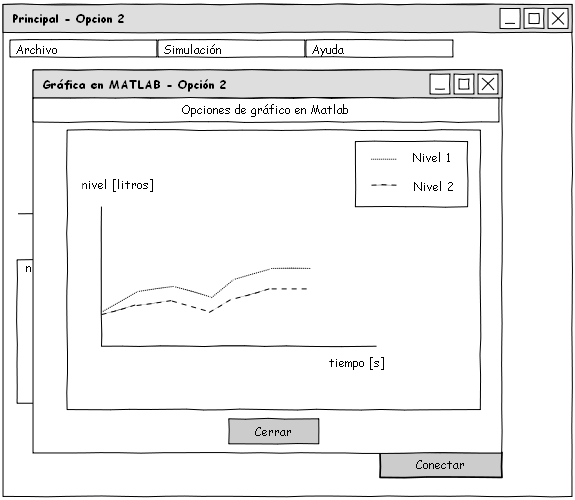 Principal - Opcion 2
Archivo
Simulación
Ayuda
Gráfica en MATLAB - Opción 2
Opciones de gráfico en Matlab
Nivel 1
Nivel 2
nivel [litros]
n
tiempo [s]
Cerrar
Conectar